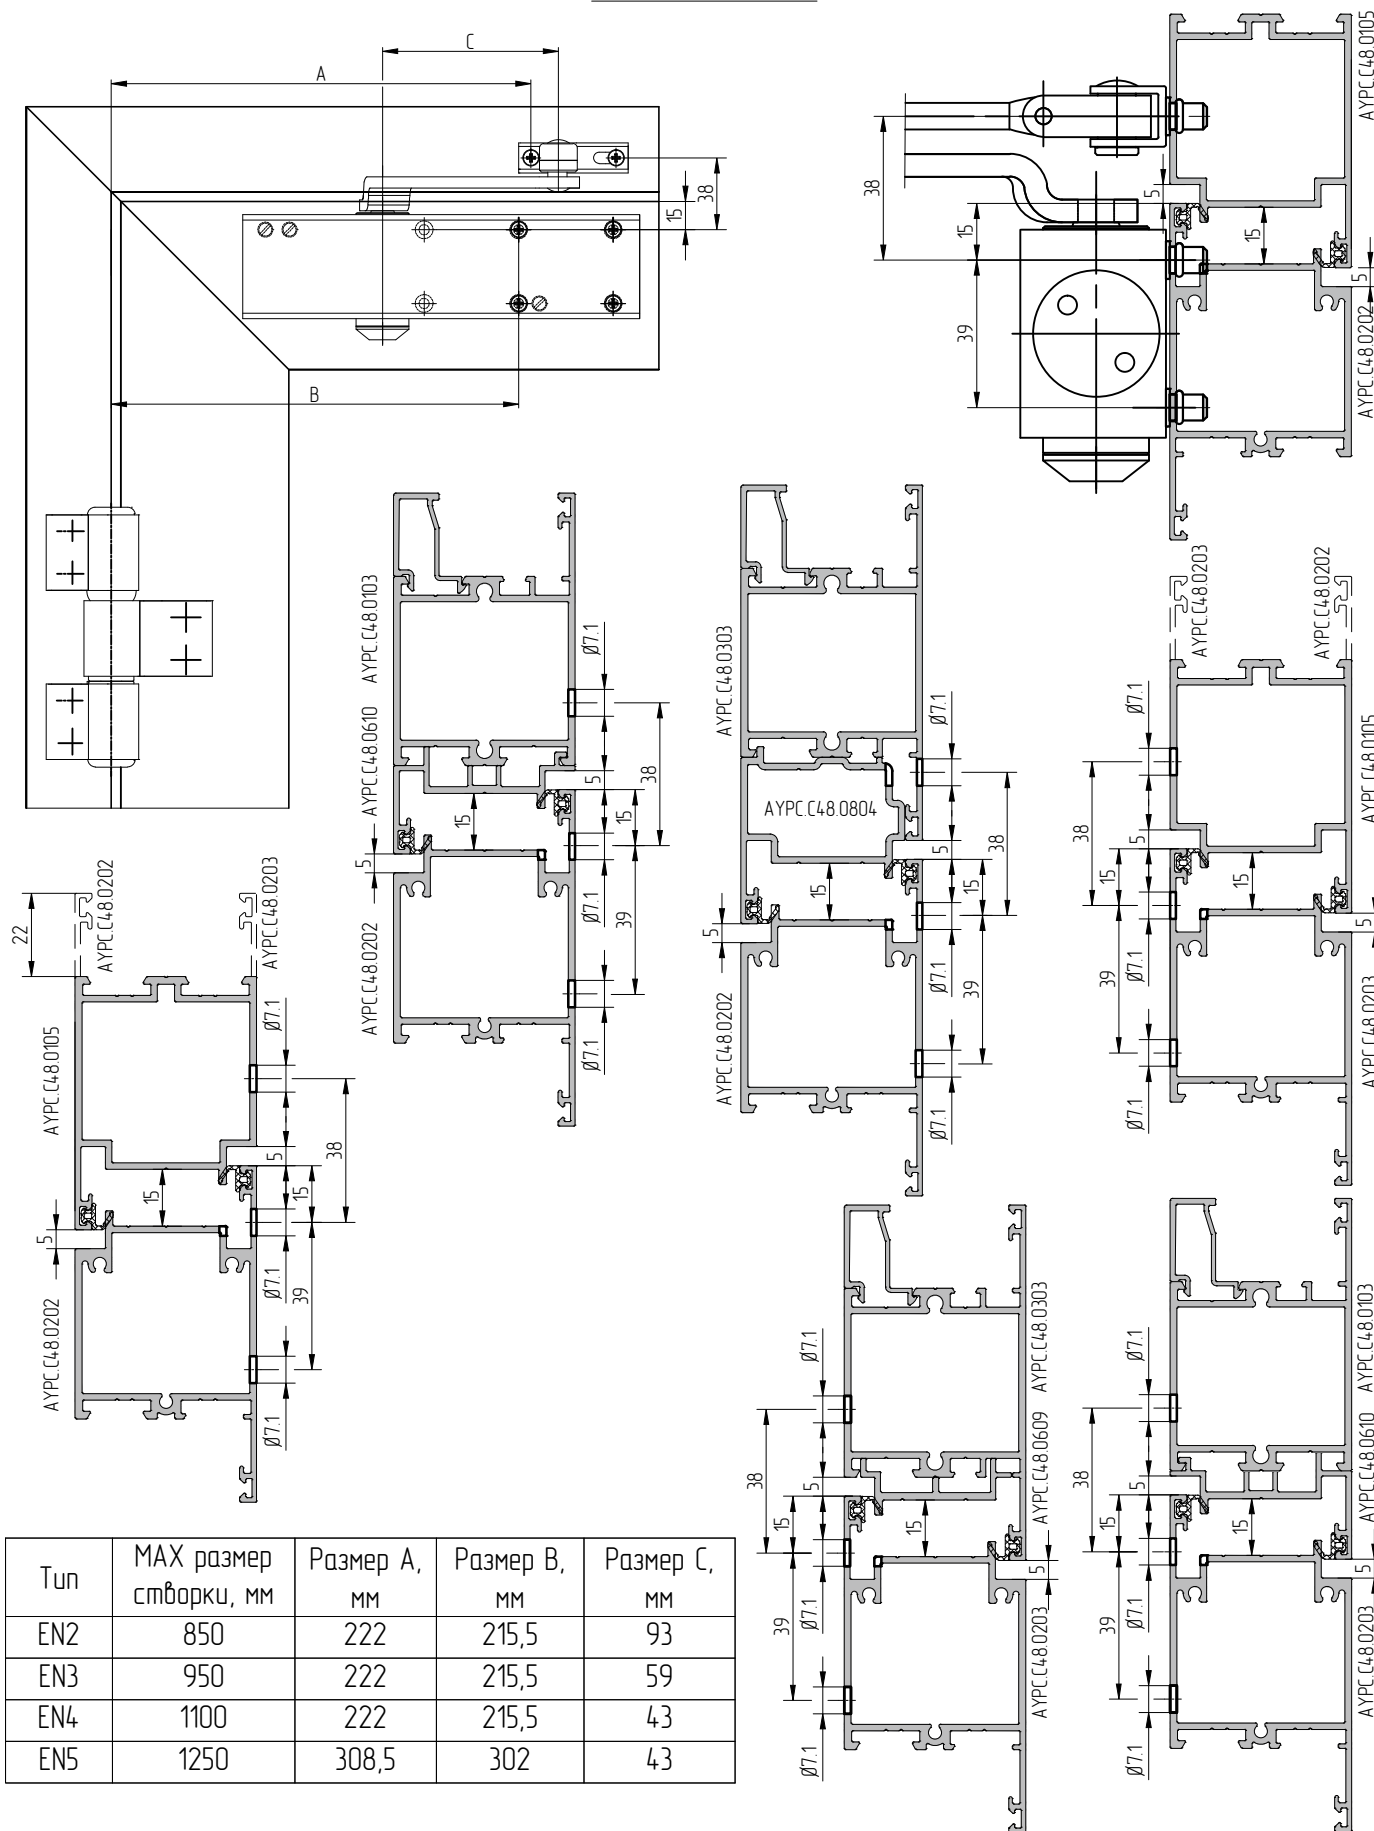 C
A
38
15
B
38
15
39
5
15
5
AYPC.C48.0105
AYPC.C48.0202
AYPC.C48.0103
AYPC.C48.0610
AYPC.C48.0202
Ø7.1
5
38
15
15
5
Ø7.1
39
Ø7.1
AYPC.C48.0303
AYPC.C48.0804
AYPC.C48.0202
Ø7.1
5
38
15
15
5
Ø7.1
39
Ø7.1
AYPC.C48.0203
AYPC.C48.0202
AYPC.C48.0105
AYPC.C48.0203
Ø7.1
38
5
15
15
5
Ø7.1
39
Ø7.1
22
AYPC.C48.0202
AYPC.C48.0203
AYPC.C48.0105
AYPC.C48.0202
Ø7.1
38
5
15
15
5
Ø7.1
39
Ø7.1
AYPC.C48.0303
AYPC.C48.0609
AYPC.C48.0203
Ø7.1
38
5
15
15
5
Ø7.1
39
Ø7.1
AYPC.C48.0103
AYPC.C48.0610
AYPC.C48.0203
Ø7.1
38
5
15
15
5
Ø7.1
39
Ø7.1
Тип MAX размер створки, мм Размер A, мм Размер B, мм Размер C, мм
EN2 850 222 215,5 93
EN3 950 222 215,5 59
EN4 1100 222 215,5 43
EN5 1250 308,5 302 43